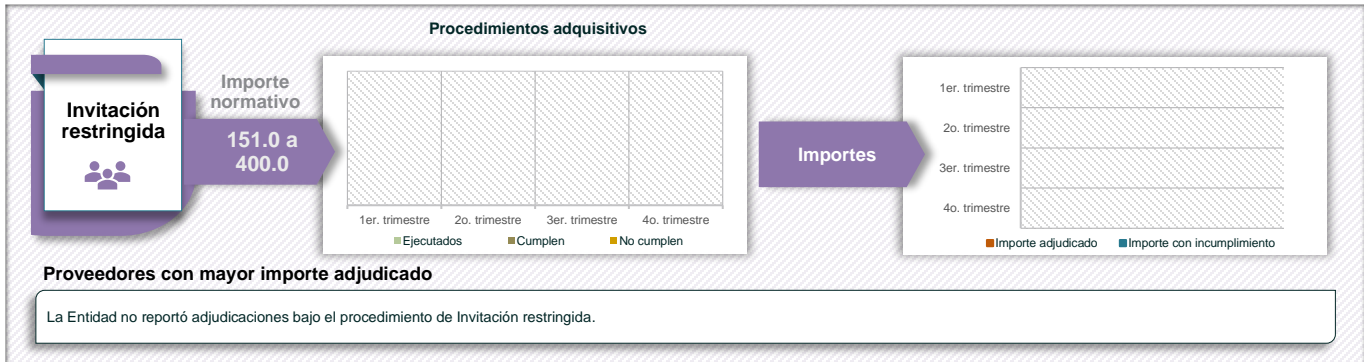 Procedimientos adquisitivos
Invitación
restringida
Importe
normativo
151.0 a
400.0
1er. trimestre
2o. trimestre
3er. trimestre
4o. trimestre
Ejecutados
Cumplen
No cumplen
Importes
1er. trimestre
2o. trimestre
3er. trimestre
4o. trimestre
Importe adjudicado
Importe con incumplimiento
Proveedores con mayor importe adjudicado
La Entidad no reportó adjudicaciones bajo el procedimiento de Invitación restringida.